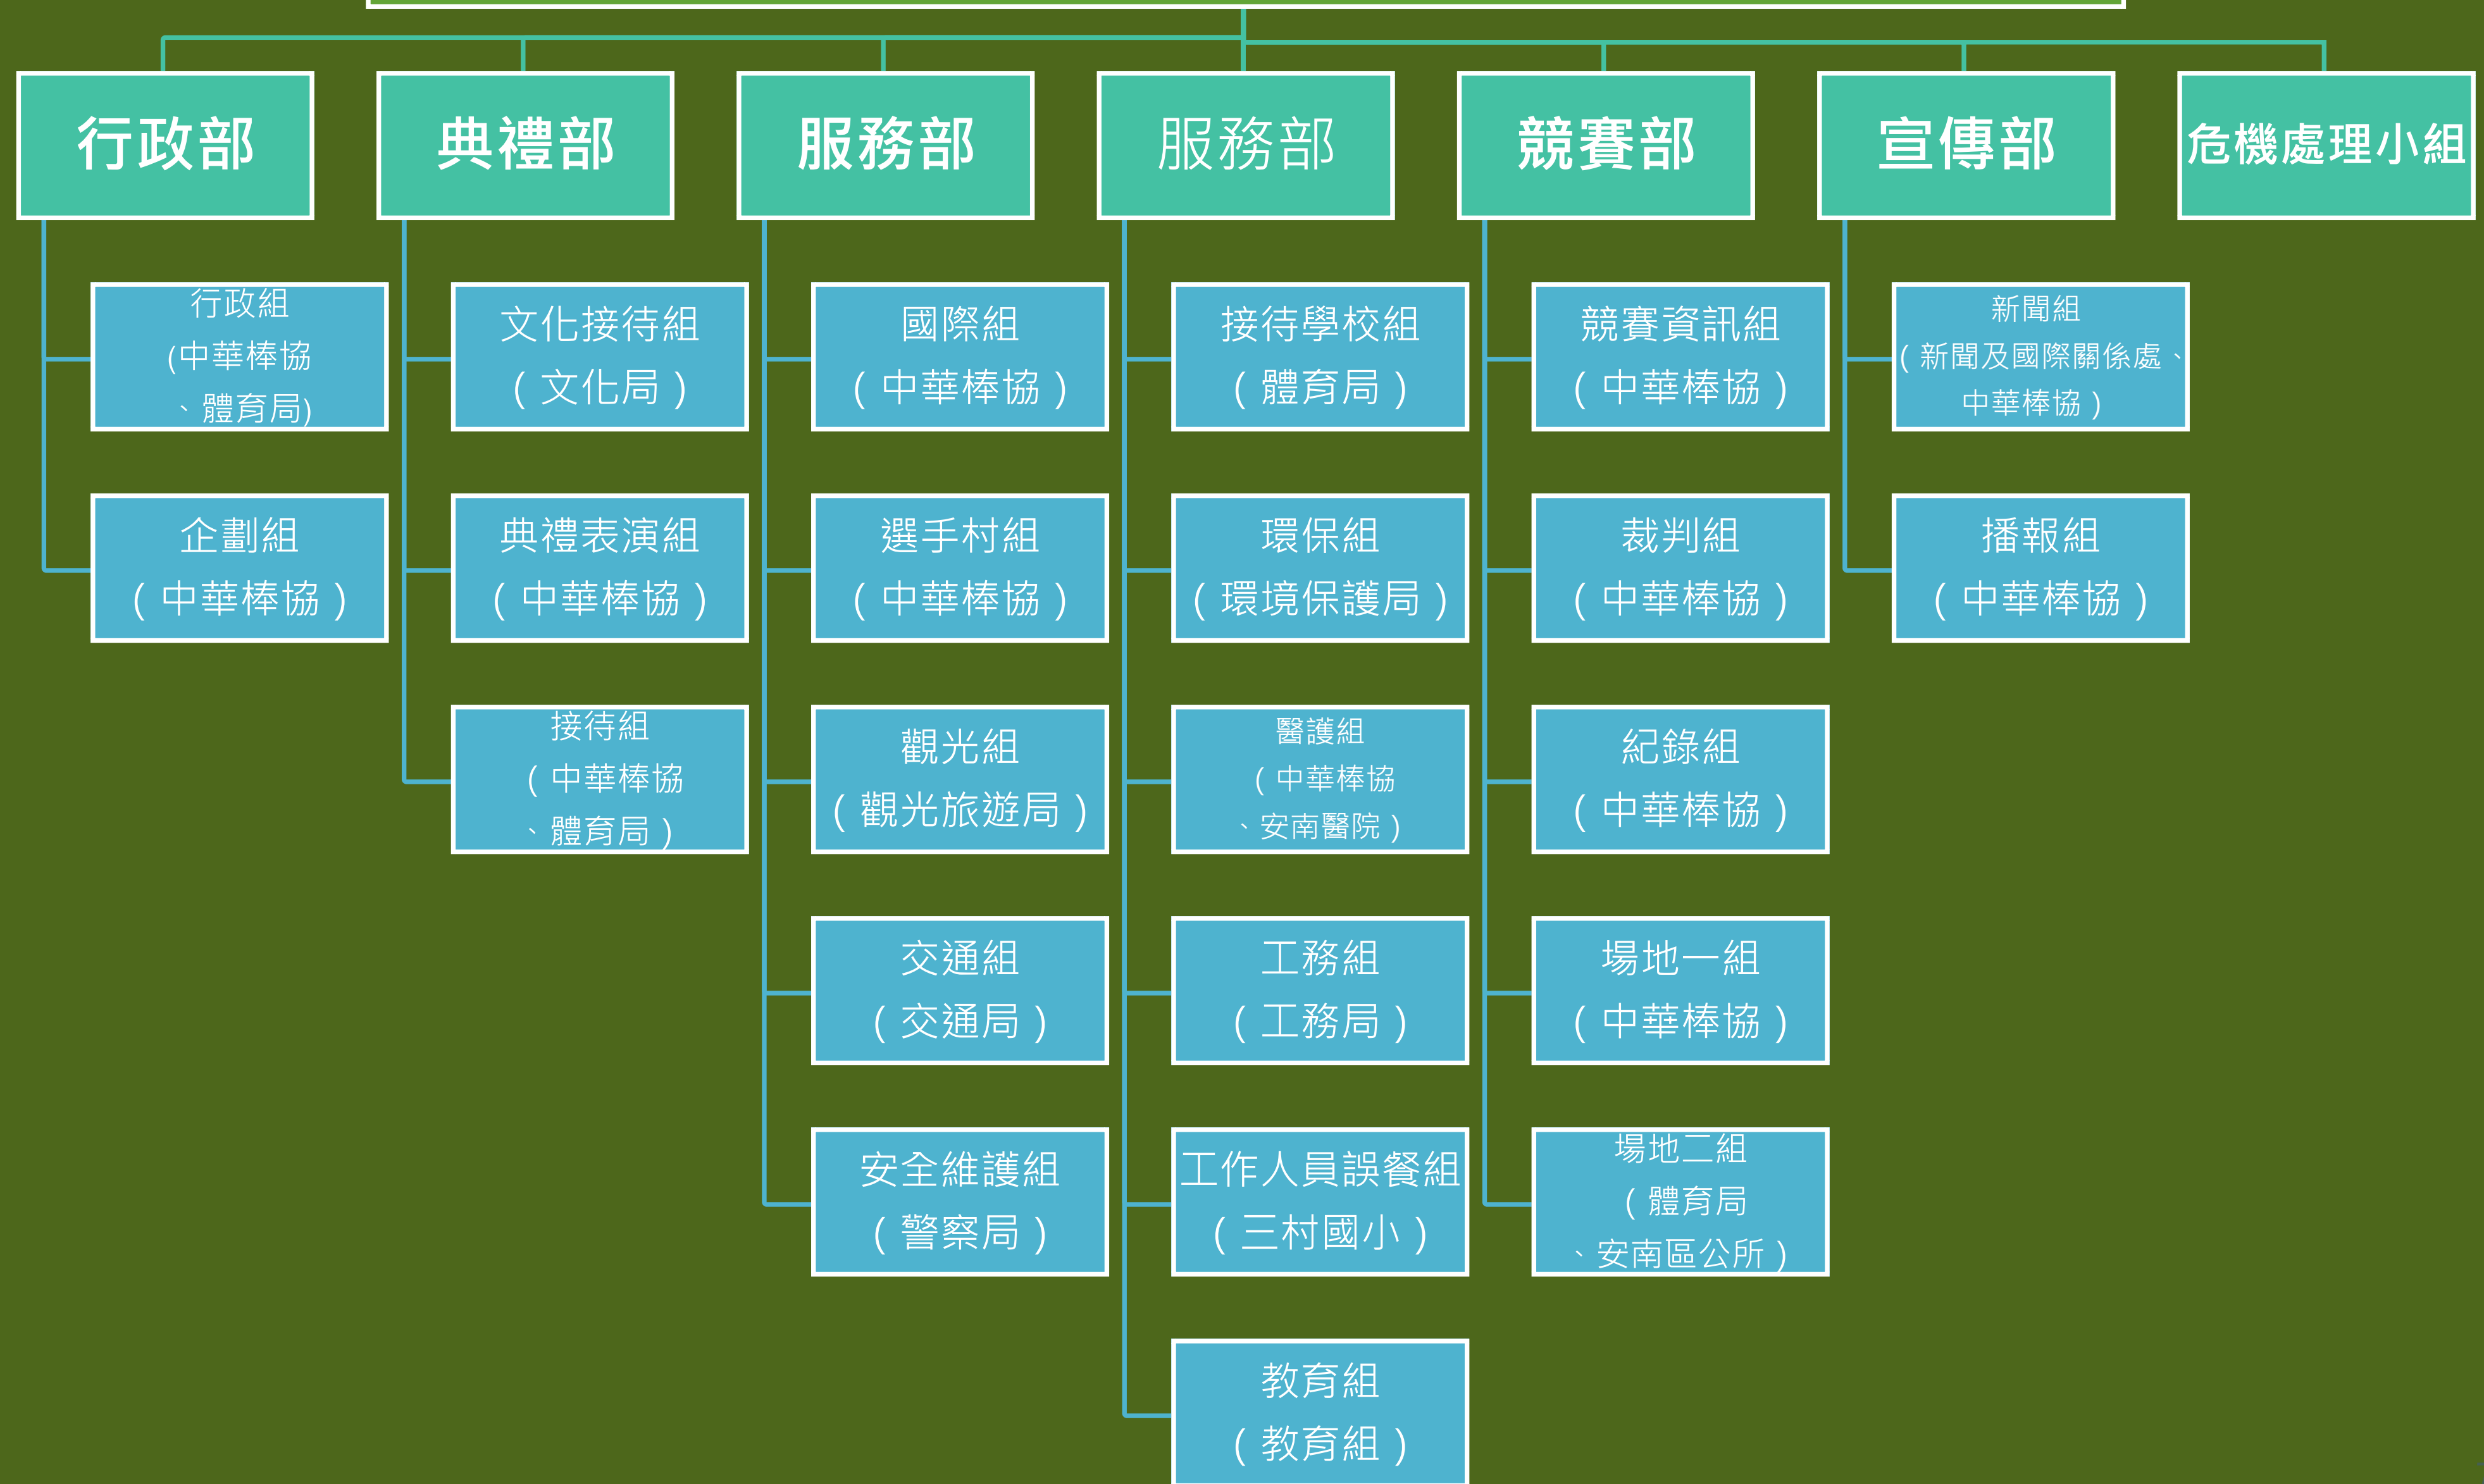 行政部
典禮部
服務部
服務部
競賽部
宣傳部
危機處理小組
行政組
(中華棒協
、體育局)
企劃組
( 中華棒協 )
文化接待組
( 文化局 )
典禮表演組
( 中華棒協 )
接待組
( 中華棒協
、體育局 )
國際組
( 中華棒協 )
選手村組
( 中華棒協 )
觀光組
( 觀光旅遊局 )
交通組
( 交通局 )
安全維護組
( 警察局 )
接待學校組
( 體育局 )
環保組
( 環境保護局 )
醫護組
( 中華棒協
、安南醫院 )
工務組
( 工務局 )
工作人員誤餐組
( 三村國小 )
教育組
( 教育組 )
競賽資訊組
( 中華棒協 )
裁判組
( 中華棒協 )
紀錄組
( 中華棒協 )
場地一組
( 中華棒協 )
場地二組
( 體育局
、安南區公所 )
新聞組
( 新聞及國際關係處、
中華棒協 )
播報組
( 中華棒協 )